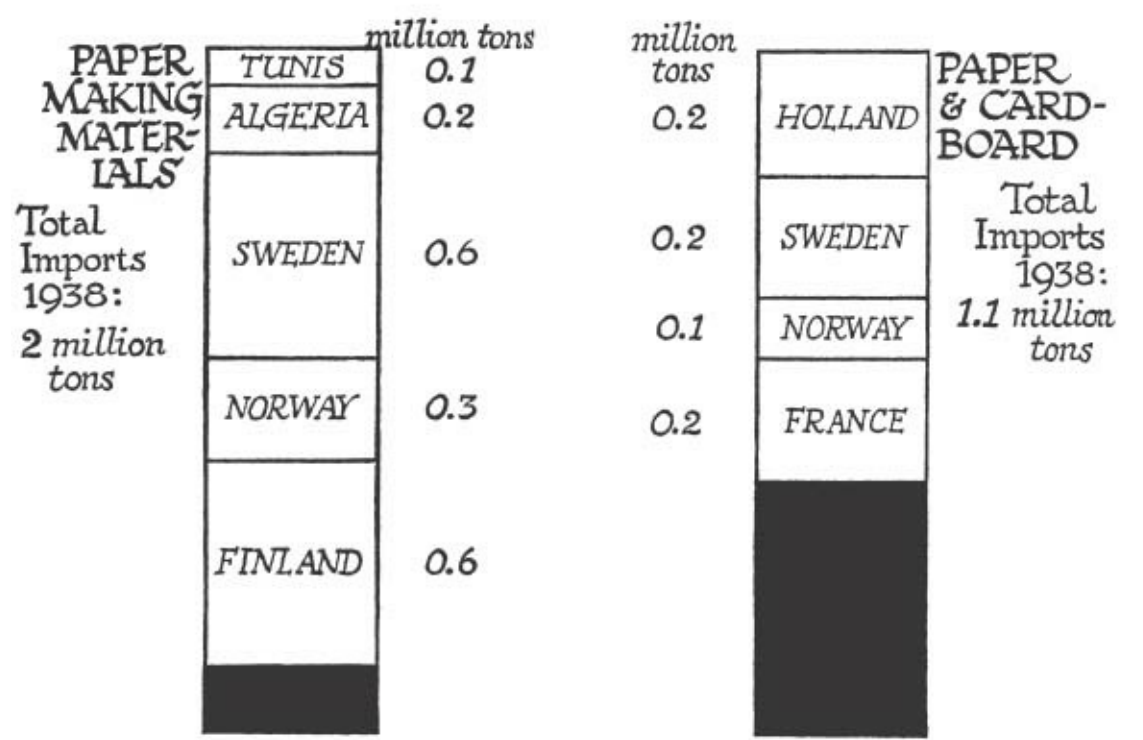 PAPER
MAKING
MATER-
IALS
Total
Imports
1938:
2 million
tons
million tons
TUNIS 0.1
ALGERIA 0.2
SWEDEN 0.6
NORWAY 0.3
FINLAND 0.6
million
tons
0.2 HOLLAND
0.2 SWEDEN
0.1 NORWAY
0.2 FRANCE
PAPER
& CARD-
BOARD
Total
Imports
1938:
1.1 million
tons